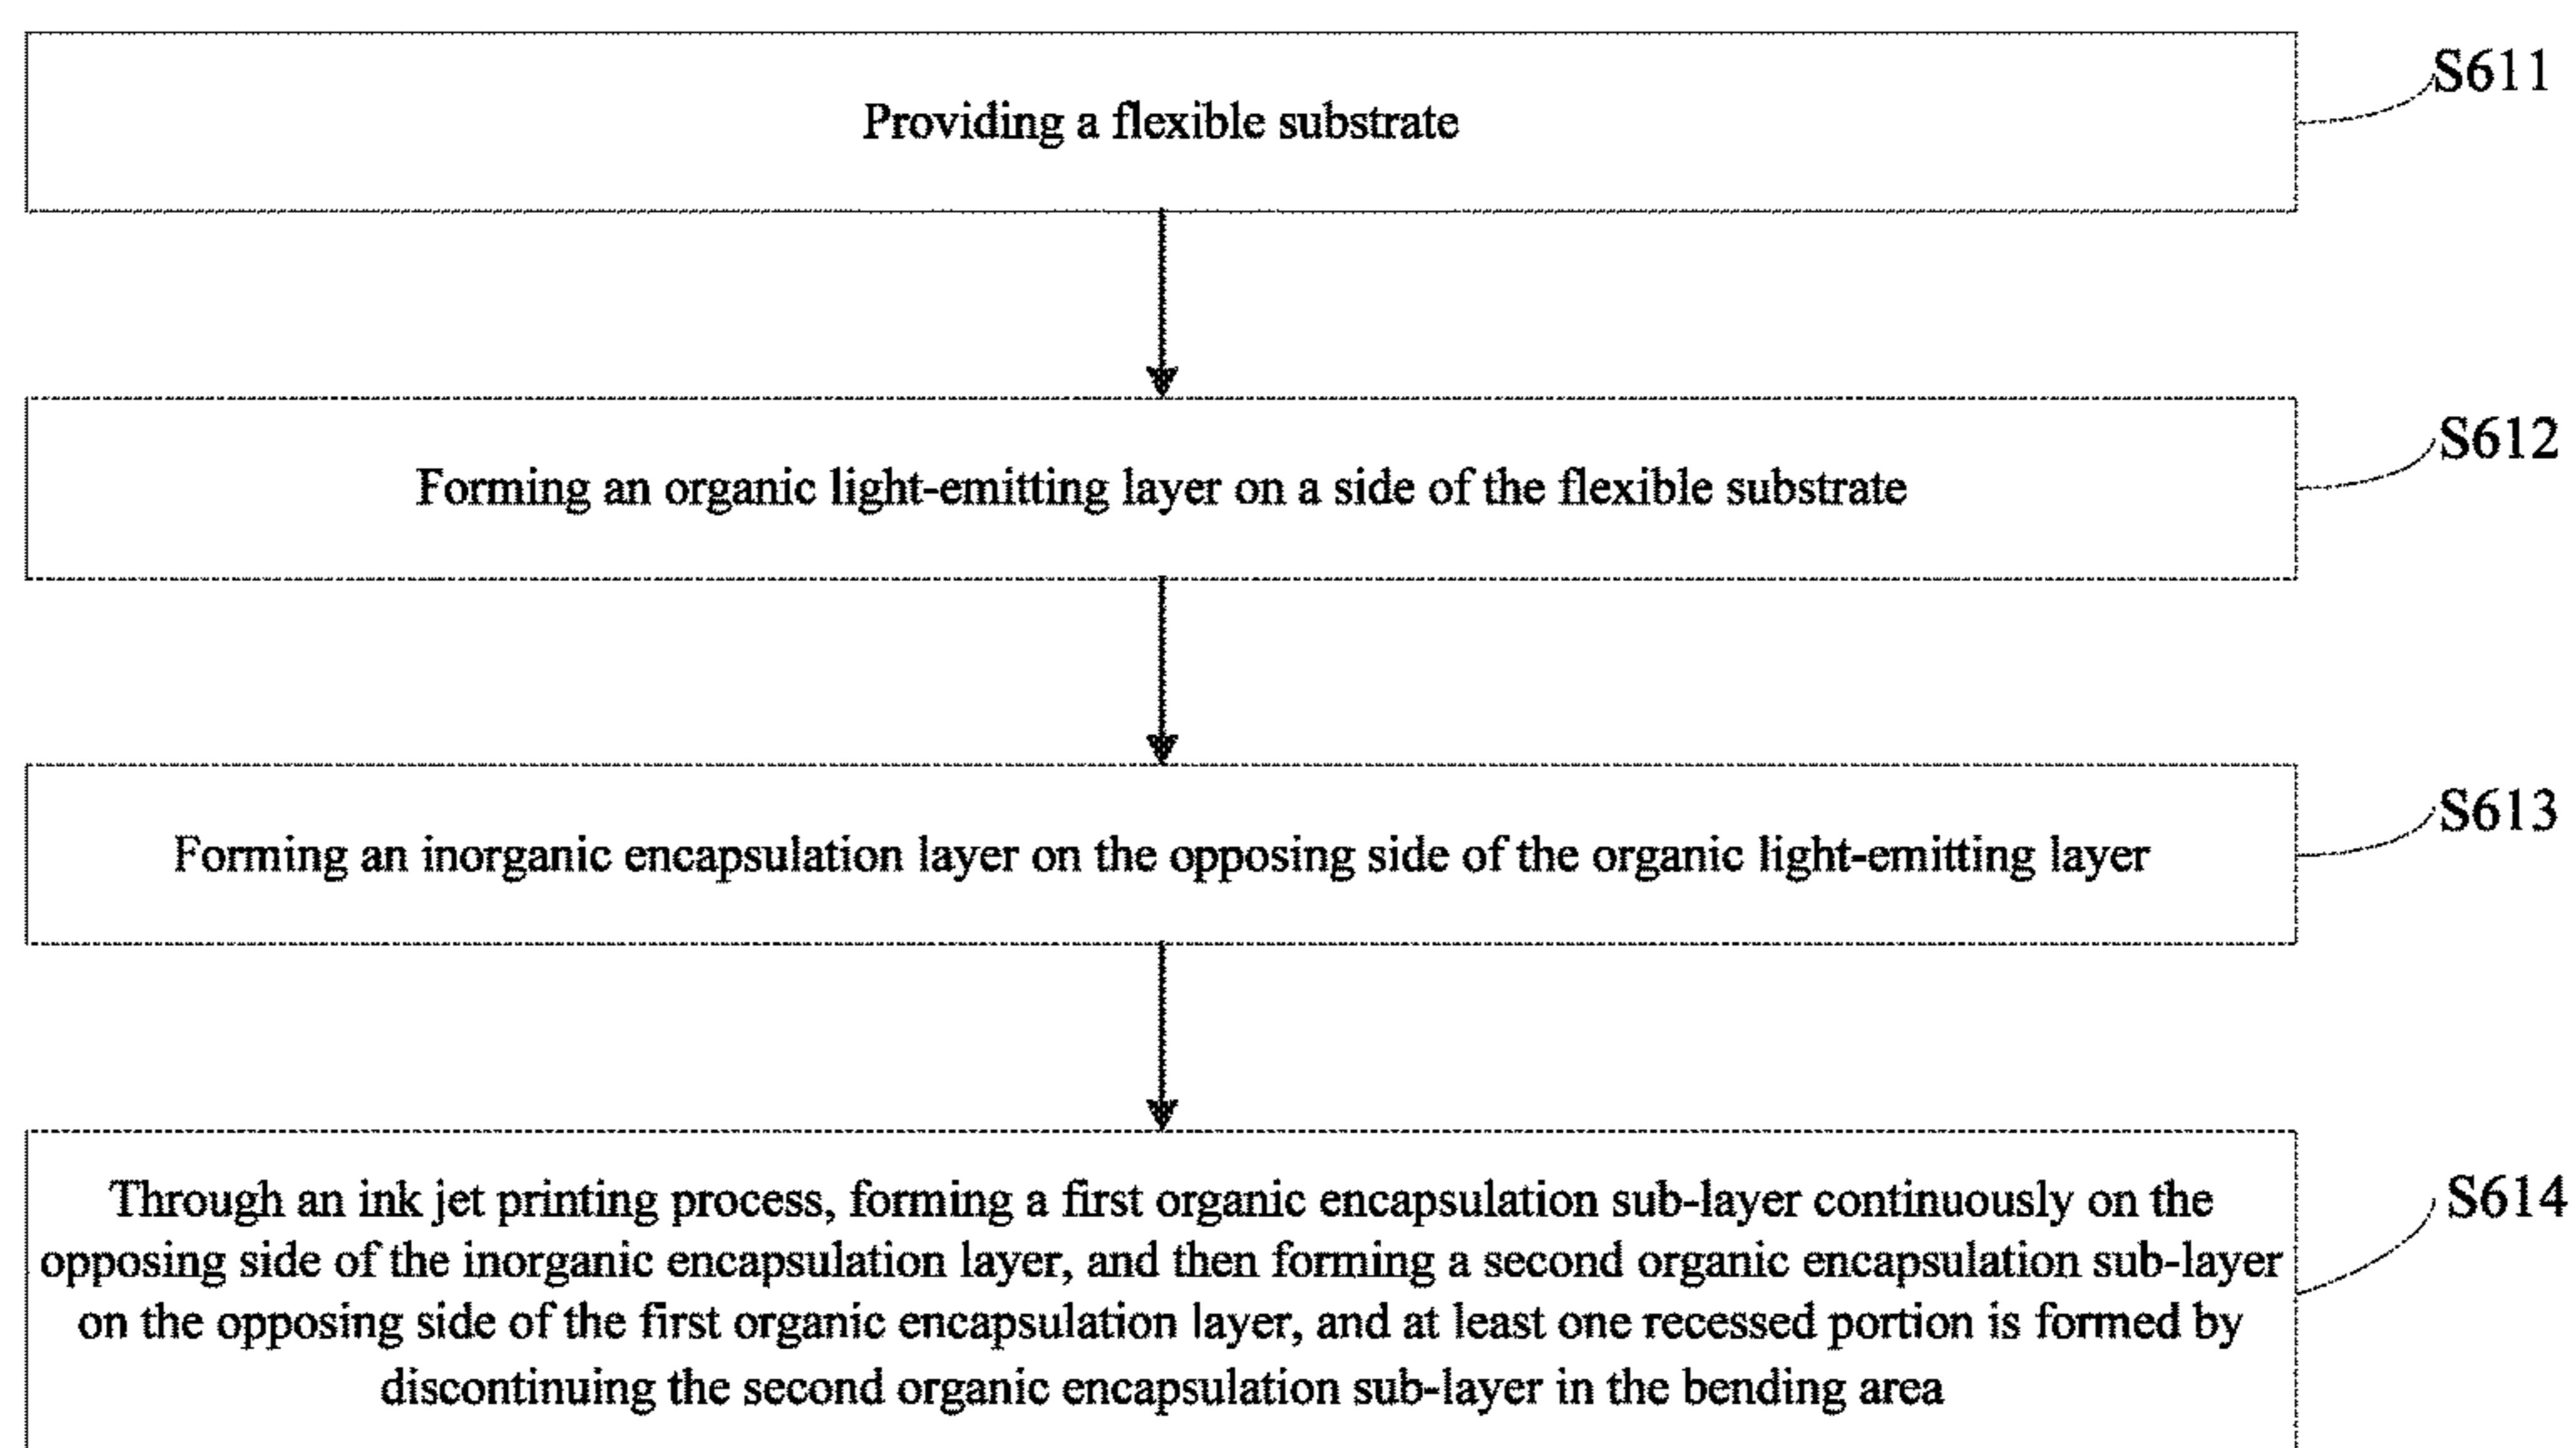 Providing a flexible substrate
S611
Forming an organic light-emitting layer on a side of the flexible substrate
S612
Forming an inorganic encapsulation layer on the opposing side of the organic light-emitting layer
S613
Through an ink jet printing process, forming a first organic encapsulation sub-layer continuously on the
opposing side of the inorganic encapsulation layer, and then forming a second organic encapsulation sub-layer
on the opposing side of the first organic encapsulation layer, and at least one recessed portion is formed by
discontinuing the second organic encapsulation sub-layer in the bending area
S614